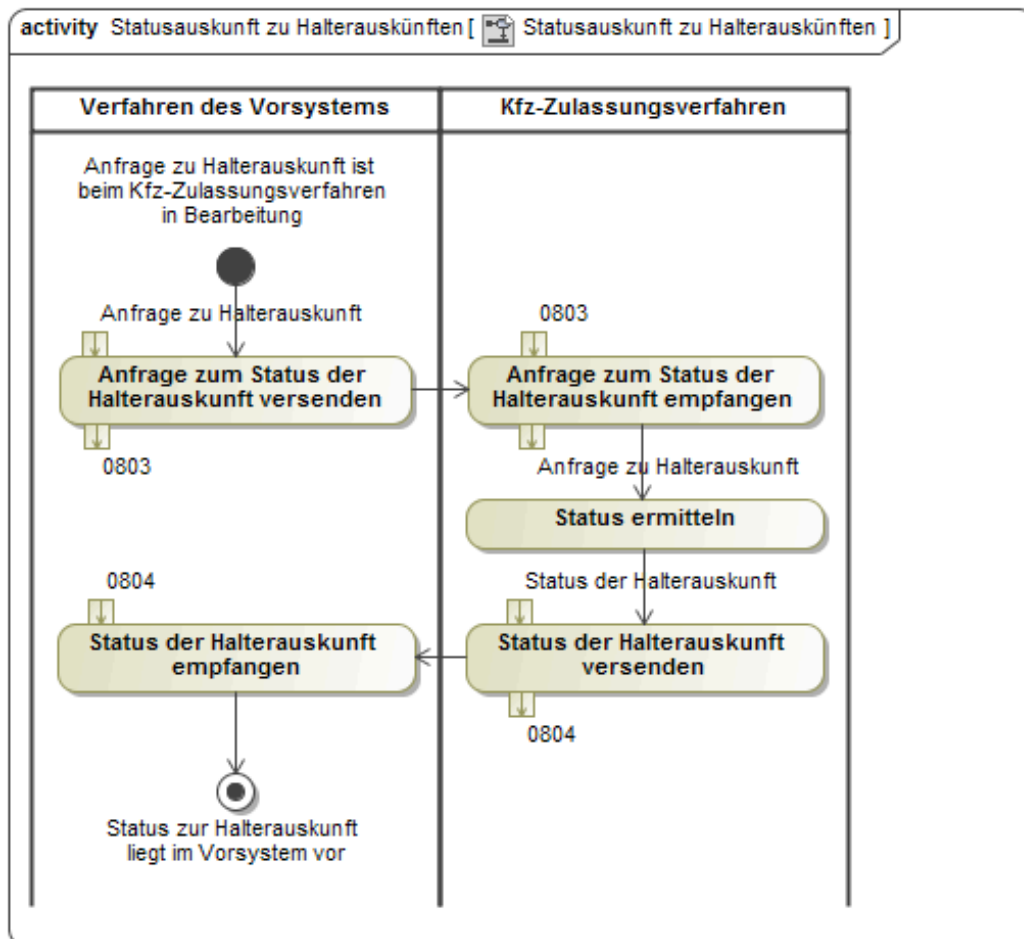 activity Statusauskunft zu Halterauskünften [ Statusauskunft zu Halterauskünften ]
Verfahren des Vorsystems
Kfz-Zulassungsverfahren
Anfrage zu Halterauskunft ist
beim Kfz-Zulassungsverfahren
in Bearbeitung
Anfrage zu Halterauskunft
0803
Anfrage zum Status der
Halterauskunft versenden
Anfrage zum Status der
Halterauskunft empfangen
0803
Anfrage zu Halterauskunft
Status ermitteln
0804
Status der Halterauskunft
Status der Halterauskunft
empfangen
Status der Halterauskunft
versenden
0804
Status zur Halterauskunft
liegt im Vorsystem vor